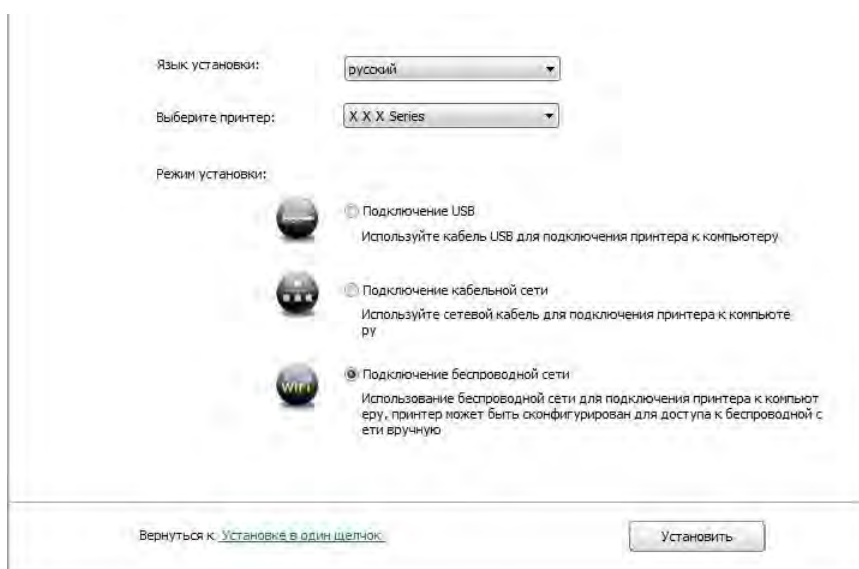 Язык установки: русский
Выберите принтер: X X X Series
Режим установки:
Подключение USB
Используйте кабель USB для подключения принтера к компьютеру
Подключение кабельной сети
Используйте сетевой кабель для подключения принтера к компьюте
ру
WiFi
Подключение беспроводной сети
Использование беспроводной сети для подключения принтера к компьют
еру, принтер может быть сконфигурирован для доступа к беспроводной с
ети вручную
Вернуться к Установке в один щелчок Установить